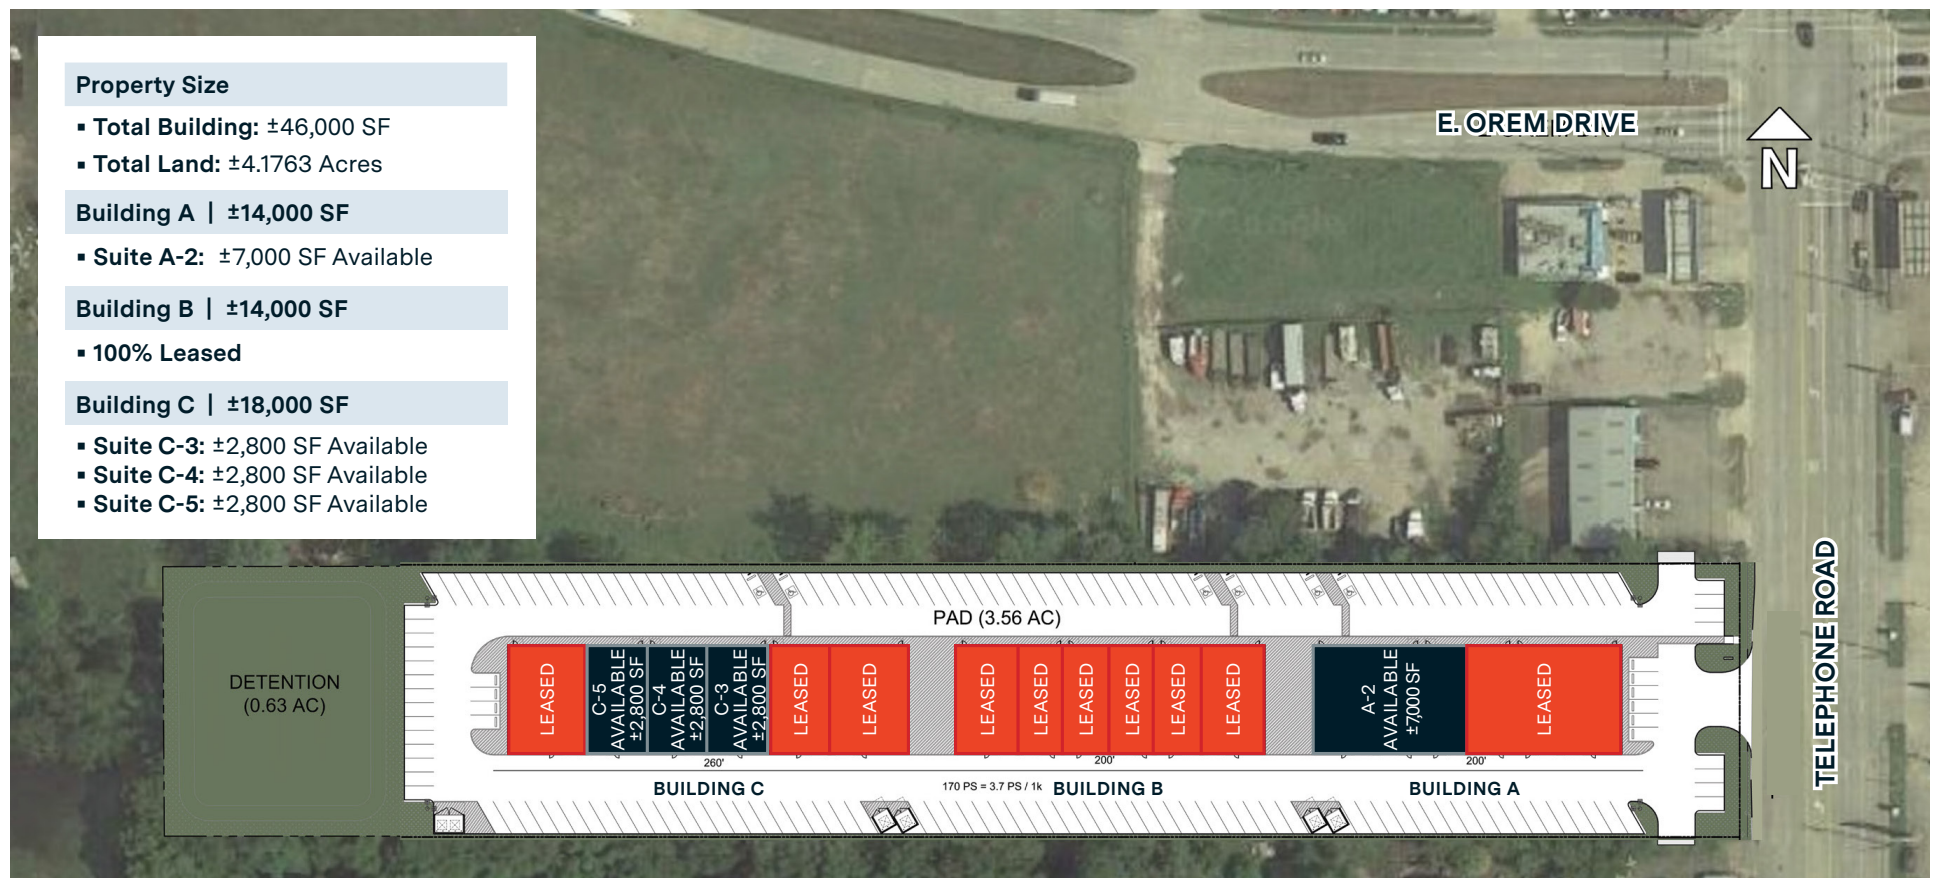 Property Size
▪ Total Building: ±46,000 SF
▪ Total Land: ±4.1763 Acres
Building A | ±14,000 SF
▪ Suite A-2: ±7,000 SF Available
Building B | ±14,000 SF
▪ 100% Leased
Building C | ±18,000 SF
▪ Suite C-3: ±2,800 SF Available
▪ Suite C-4: ±2,800 SF Available
▪ Suite C-5: ±2,800 SF Available
E. OREM DRIVE
N
TELEPHONE ROAD
PAD (3.56 AC)
DETENTION
(0.63 AC)
LEASED
C-5
AVAILABLE
±2,800 SF
C-4
AVAILABLE
±2,800 SF
C-3
AVAILABLE
±2,800 SF
LEASED
LEASED
LEASED
LEASED
LEASED
LEASED
LEASED
LEASED
A-2
AVAILABLE
±7,000 SF
LEASED
260'
200'
200'
BUILDING C
170 PS = 3.7 PS / 1k
BUILDING B
BUILDING A